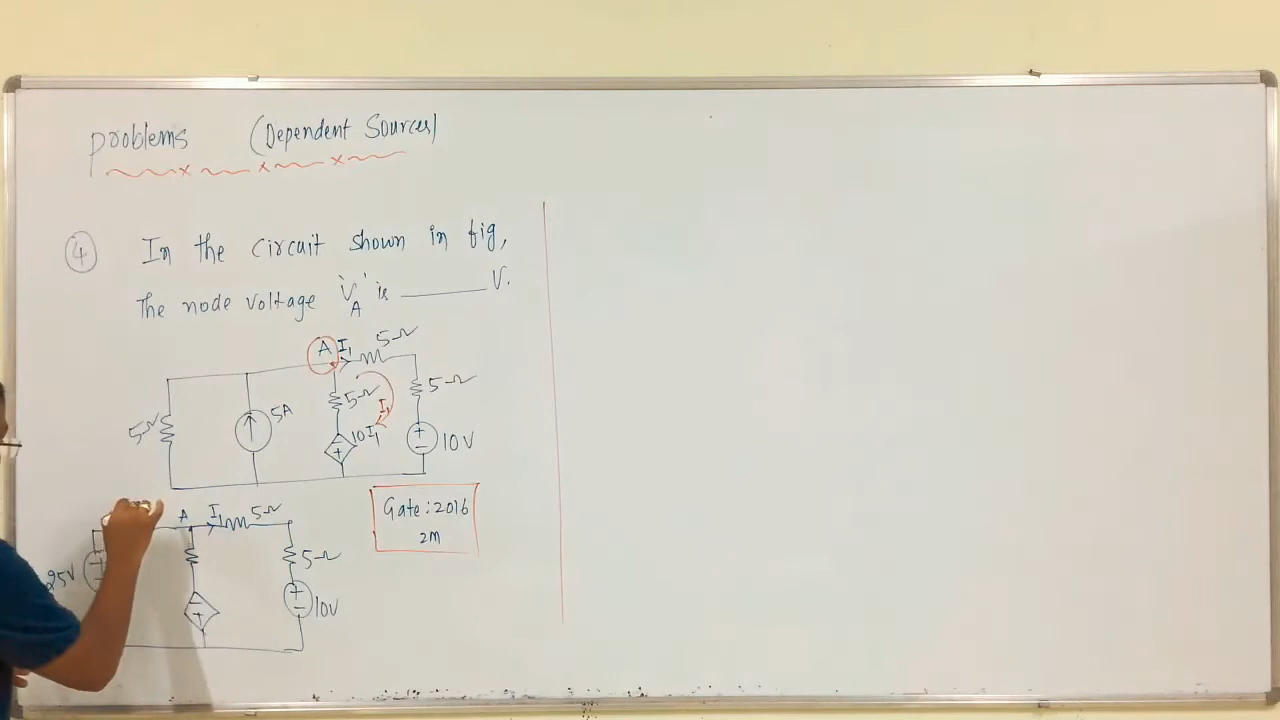 Problems (Dependent Sources)
④ In the circuit shown in fig,
The node voltage 'V_A' is ______ V.
A I₁ 5Ω
5Ω 5A 5Ω I₁ 10I₁ 5Ω 10V
- +
+ -
Gate: 2016
2M
A I₁ 5Ω
25V 5Ω 10V
+ - - + + -